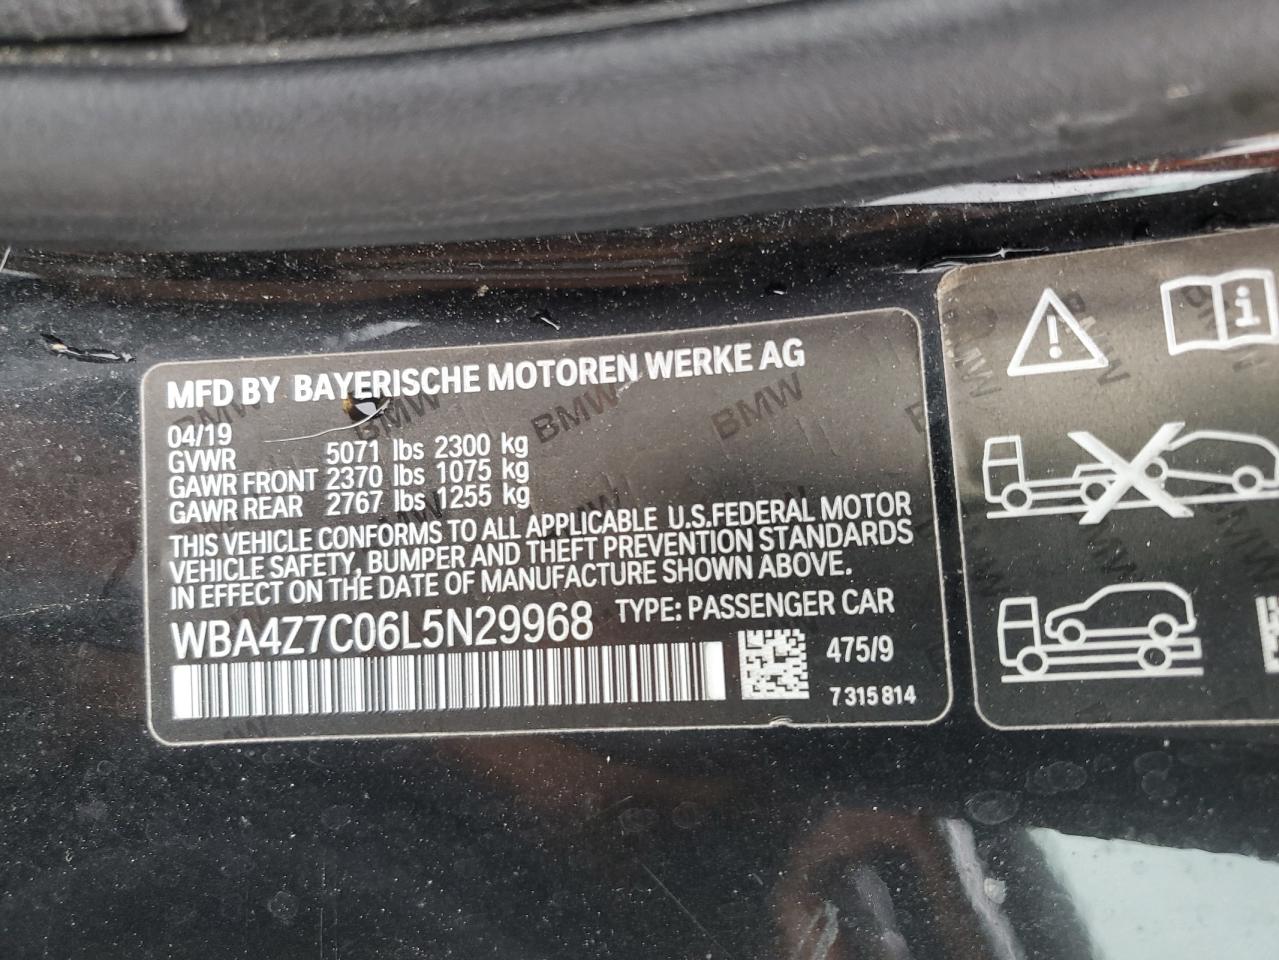 MFD BY BAYERISCHE MOTOREN WERKE AG
04/19
GVWR 5071 lbs 2300 kg
GAWR FRONT 2370 lbs 1075 kg
GAWR REAR 2767 lbs 1255 kg
THIS VEHICLE CONFORMS TO ALL APPLICABLE U.S.FEDERAL MOTOR
VEHICLE SAFETY, BUMPER AND THEFT PREVENTION STANDARDS
IN EFFECT ON THE DATE OF MANUFACTURE SHOWN ABOVE.
WBA4Z7C06L5N29968 TYPE: PASSENGER CAR
475/9
7 315 814